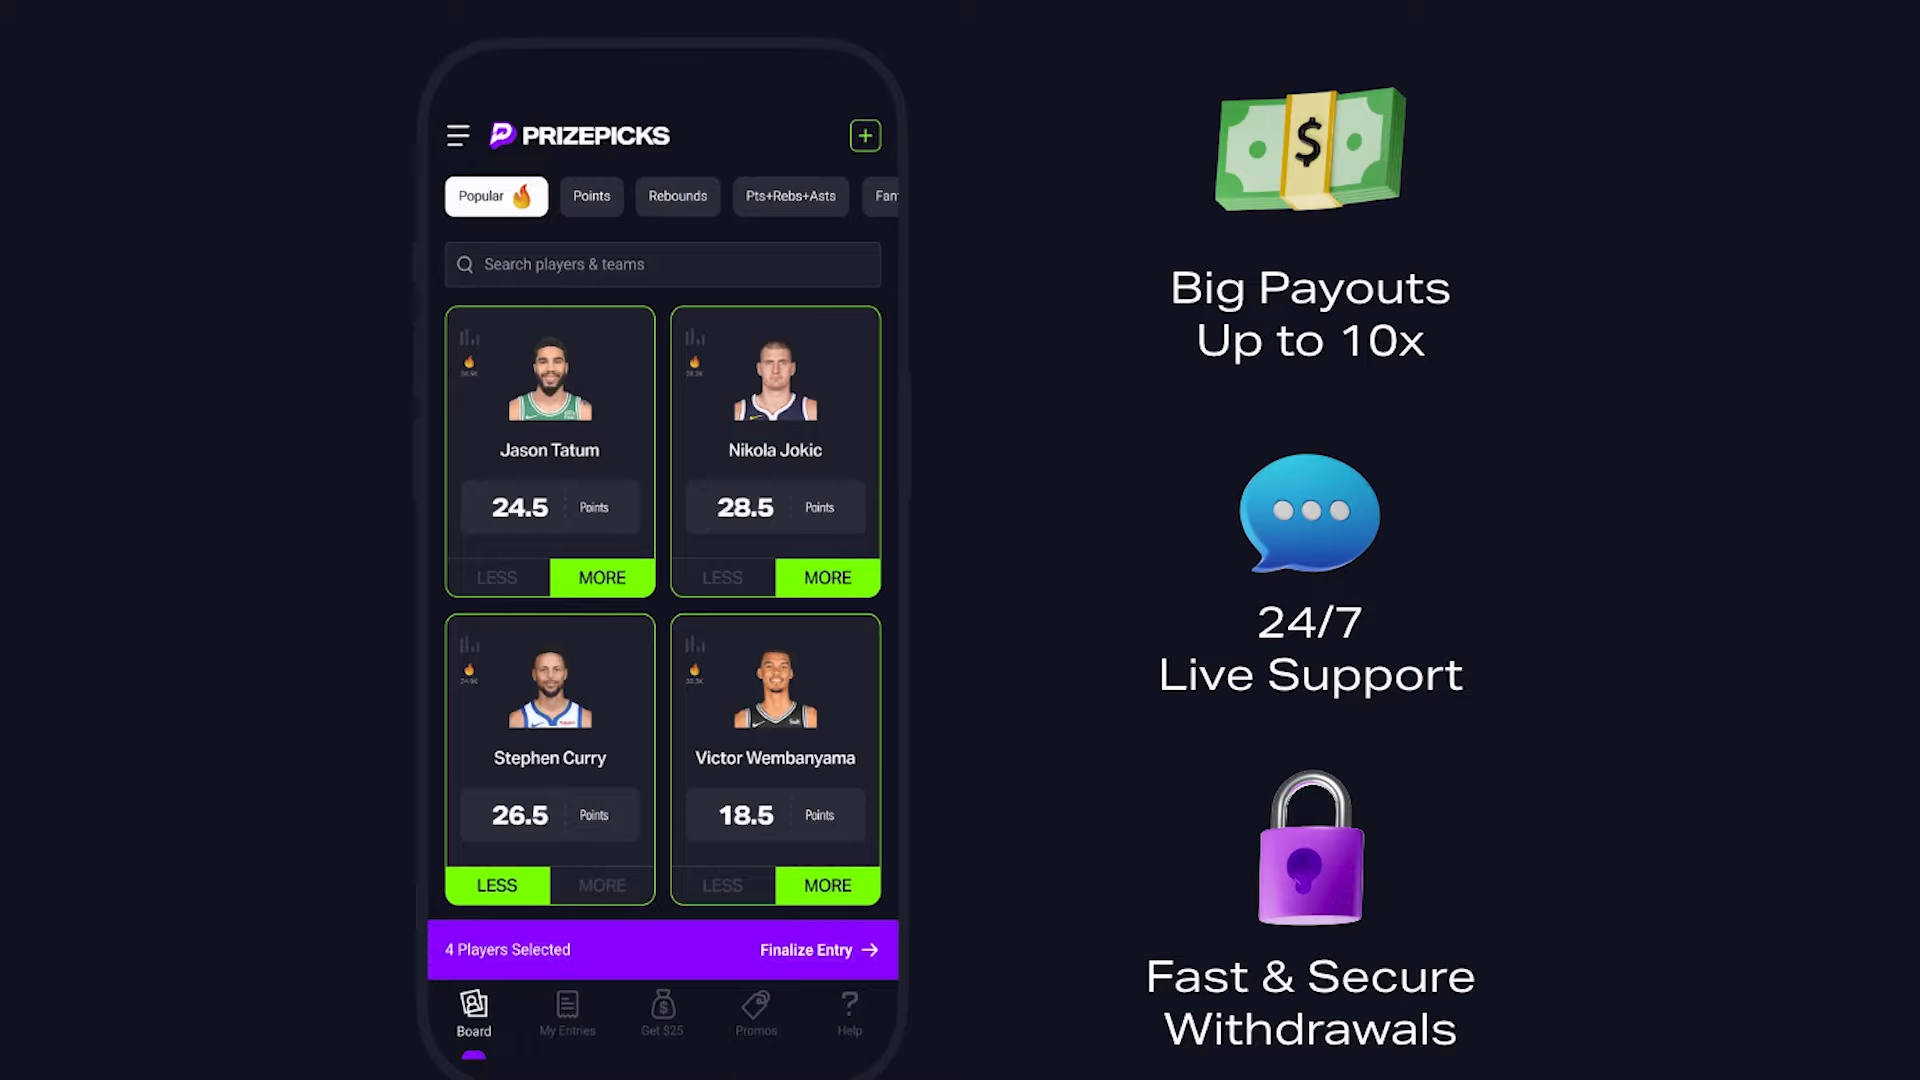 PRIZEPICKS
Popular
Points
Rebounds
Pts+Rebs+Asts
Search players & teams
Jason Tatum
24.5 Points
LESS MORE
Nikola Jokic
28.5 Points
LESS MORE
Stephen Curry
26.5 Points
LESS MORE
Victor Wembanyama
18.5 Points
LESS MORE
4 Players Selected
Finalize Entry
Board
My Entries
Get $25
Promos
Help
$
Big Payouts
Up to 10x
24/7
Live Support
Fast & Secure
Withdrawals